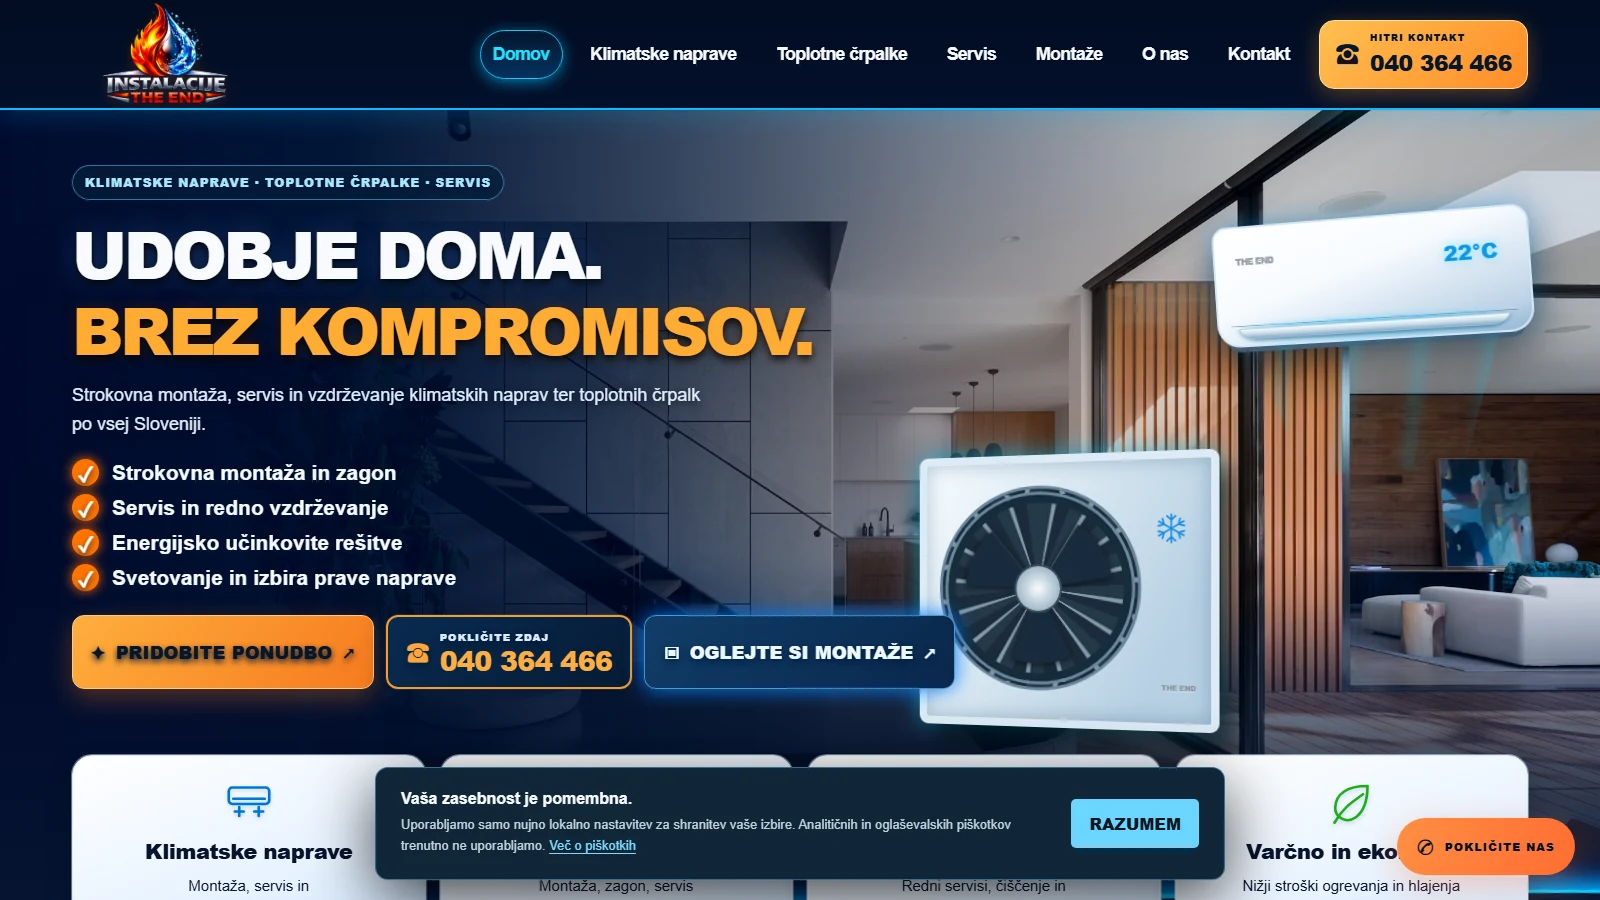 INSTALACIJE
THE END
Domov
Klimatske naprave
Toplotne črpalke
Servis
Montaže
O nas
Kontakt
HITRI KONTAKT
040 364 466
KLIMATSKE NAPRAVE • TOPLOTNE ČRPALKE • SERVIS
UDOBJE DOMA.
BREZ KOMPROMISOV.
Strokovna montaža, servis in vzdrževanje klimatskih naprav ter toplotnih črpalk
po vsej Sloveniji.
Strokovna montaža in zagon
Servis in redno vzdrževanje
Energijsko učinkovite rešitve
Svetovanje in izbira prave naprave
PRIDOBITE PONUDBO ↗
POKLIČITE ZDAJ
040 364 466
OGLEJTE SI MONTAŽE ↗
THE END
22°C
THE END
Klimatske naprave
Montaža, servis in
Montaža, zagon, servis
Redni servisi, čiščenje in
Varčno in eko
Nižji stroški ogrevanja in hlajenja
Vaša zasebnost je pomembna.
Uporabljamo samo nujno lokalno nastavitev za shranitev vaše izbire. Analitičnih in oglaševalskih piškotkov
trenutno ne uporabljamo. Več o piškotkih
RAZUMEM
POKLIČITE NAS